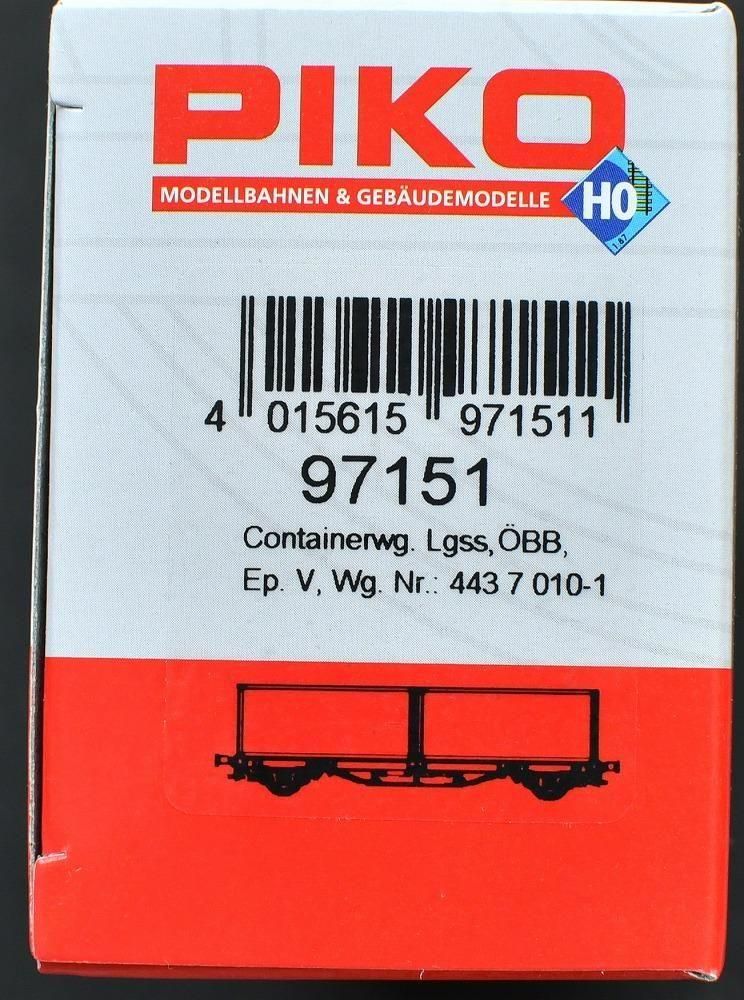 PIKO
MODELLBAHNEN & GEBÄUDEMODELLE
H0
1:87
4 015615 971511
97151
Containerwg. Lgss, ÖBB,
Ep. V, Wg. Nr.: 443 7 010-1